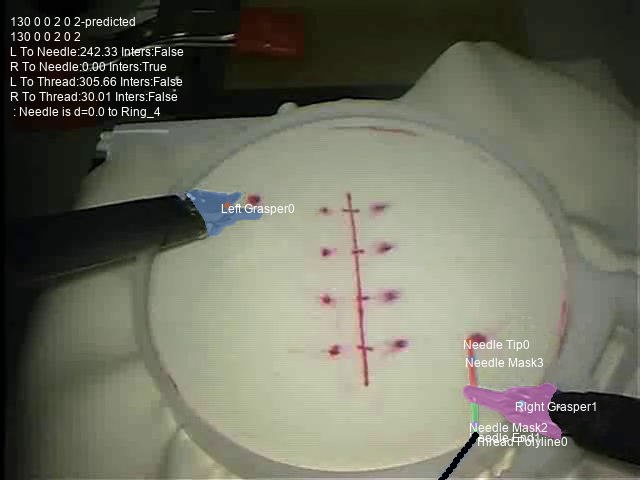 130 0 0 2 0 2-predicted
130 0 0 2 0 2
L To Needle:242.33 Inters:False
R To Needle:0.00 Inters:True
L To Thread:305.66 Inters:False
R To Thread:30.01 Inters:False
: Needle is d=0.0 to Ring_4
Left Grasper0
Needle Tip0
Needle Mask3
Right Grasper1
Needle Mask2
Needle End1
Thread Polyline0